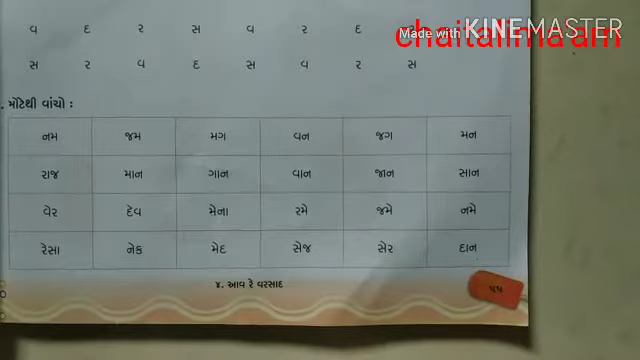 વ દ ર સ વ ર દ
Made with KINEMASTER
chaitalimaam
સ ર વ દ સ વ ર સ
. મોટેથી વાંચો :
નમ જમ મગ વન જગ મન
રાજ માન ગાન વાન જાન સાન
વેર દેવ મેના રમે જમે નમે
રેસા નેક મેદ સેજ સેર દાન
૪. આવ રે વરસાદ
૫૫